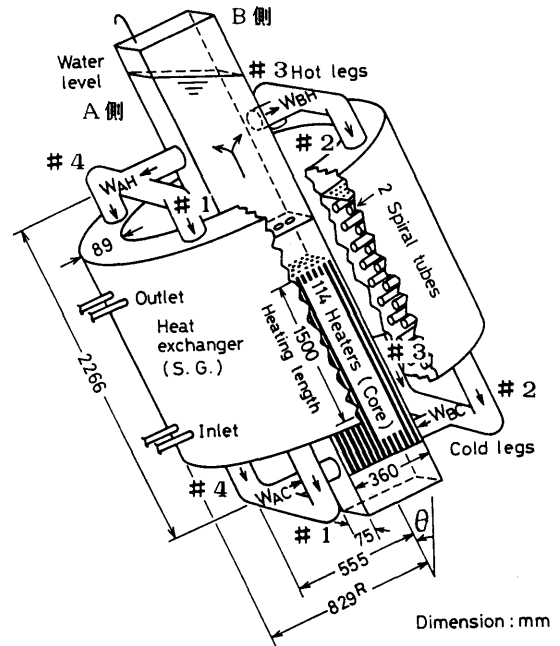 B 側
Water
level
# 3 Hot legs
A 側
WBH
# 4
# 2
WAH
# 1
89
2 Spiral tubes
Outlet
114 Heaters (Core)
Heating length
1500
Heat
exchanger
(S. G.)
2266
# 3
# 2
WBC
Inlet
Cold legs
# 4
WAC
360
# 1
75
θ
555
829R
Dimension : mm